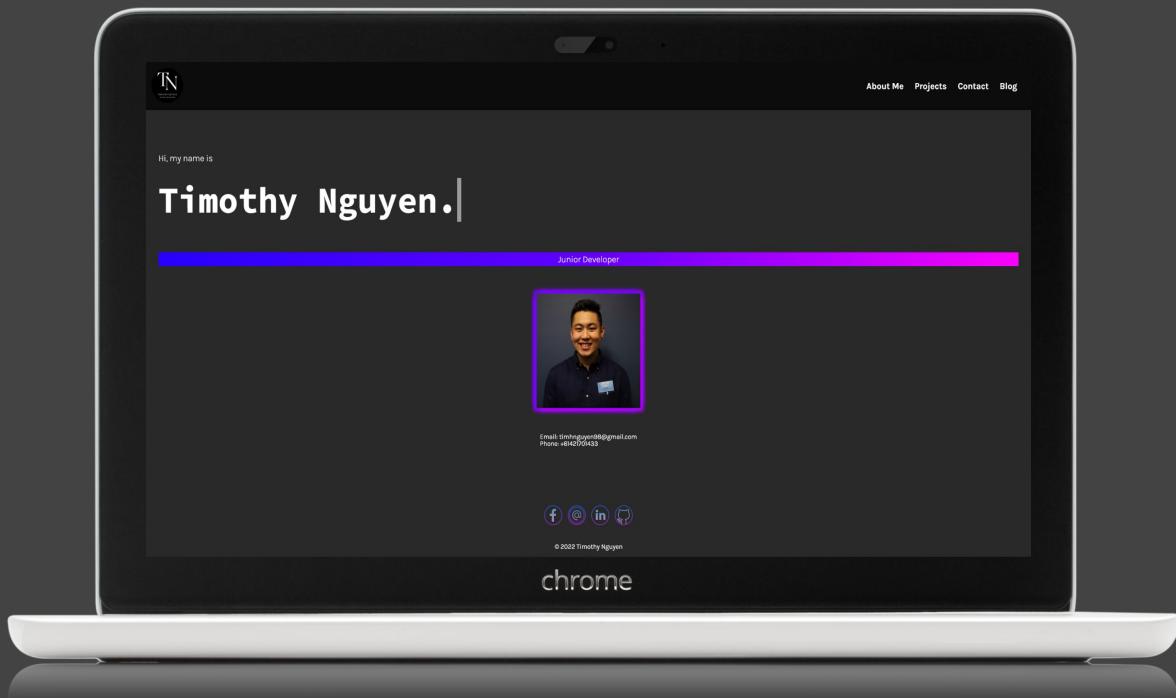 TN
About Me Projects Contact Blog
Hi, my name is
Timothy Nguyen.
Junior Developer
Email: timhnguyen98@gmail.com
Phone: +61421701433
f @ in
© 2022 Timothy Nguyen
chrome